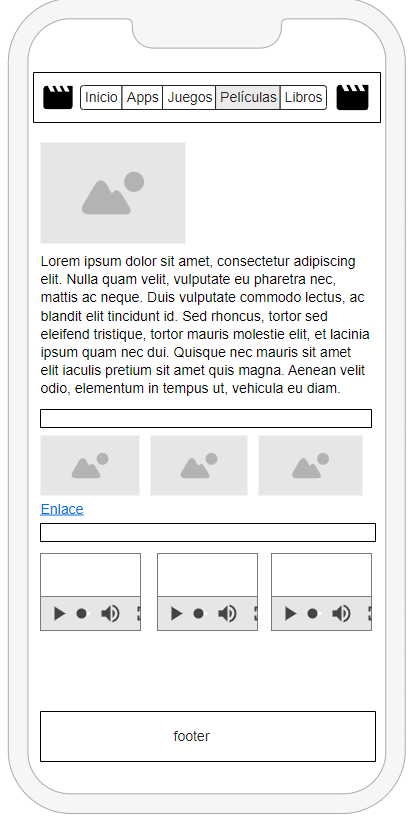 Inicio Apps Juegos Películas Libros
Lorem ipsum dolor sit amet, consectetur adipiscing
elit. Nulla quam velit, vulputate eu pharetra nec,
mattis ac neque. Duis vulputate commodo lectus, ac
blandit elit tincidunt id. Sed rhoncus, tortor sed
eleifend tristique, tortor mauris molestie elit, et lacinia
ipsum quam nec dui. Quisque nec mauris sit amet
elit iaculis pretium sit amet quis magna. Aenean velit
odio, elementum in tempus ut, vehicula eu diam.
Enlace
footer